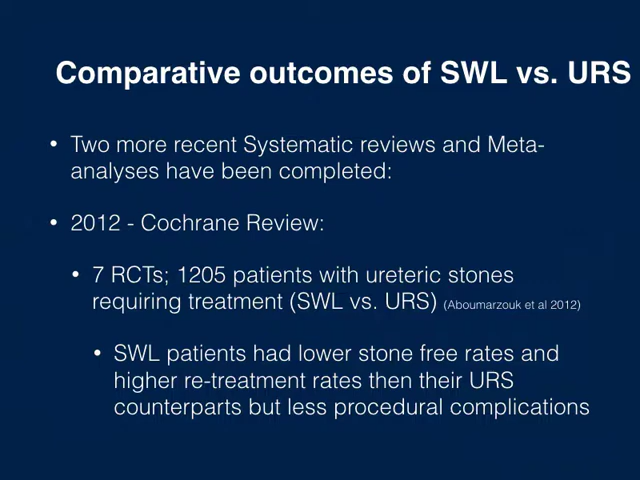 Comparative outcomes of SWL vs. URS
• Two more recent Systematic reviews and Meta-
analyses have been completed:
• 2012 - Cochrane Review:
• 7 RCTs; 1205 patients with ureteric stones
requiring treatment (SWL vs. URS) (Aboumarzouk et al 2012)
• SWL patients had lower stone free rates and
higher re-treatment rates then their URS
counterparts but less procedural complications